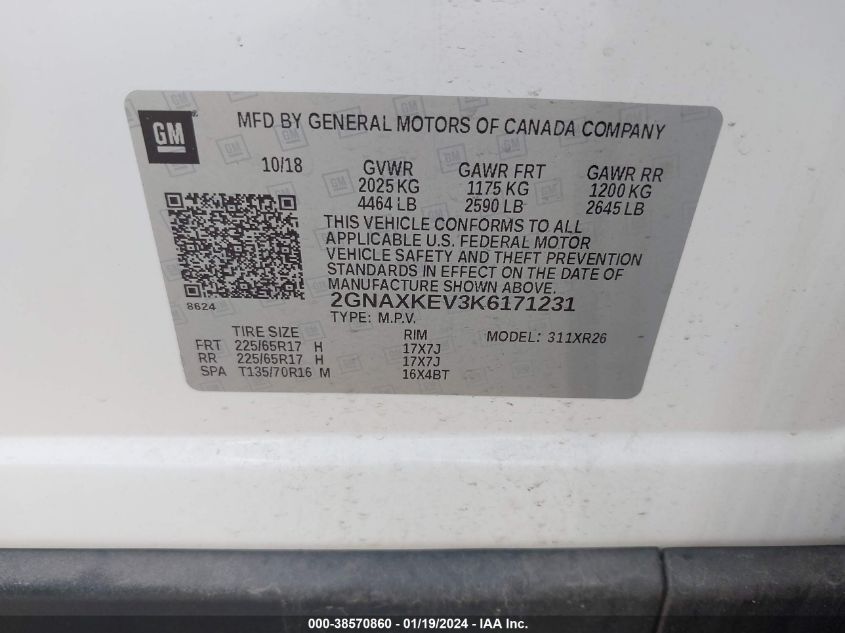 GM
MFD BY GENERAL MOTORS OF CANADA COMPANY
10/18 GVWR GAWR FRT GAWR RR
2025 KG 1175 KG 1200 KG
4464 LB 2590 LB 2645 LB
THIS VEHICLE CONFORMS TO ALL
APPLICABLE U.S. FEDERAL MOTOR
VEHICLE SAFETY AND THEFT PREVENTION
STANDARDS IN EFFECT ON THE DATE OF
MANUFACTURE SHOWN ABOVE.
8624 2GNAXKEV3K6171231
TYPE: M.P.V.
TIRE SIZE RIM MODEL: 311XR26
FRT 225/65R17 H 17X7J
RR 225/65R17 H 17X7J
SPA T135/70R16 M 16X4BT
000-38570860 - 01/19/2024 - IAA Inc.